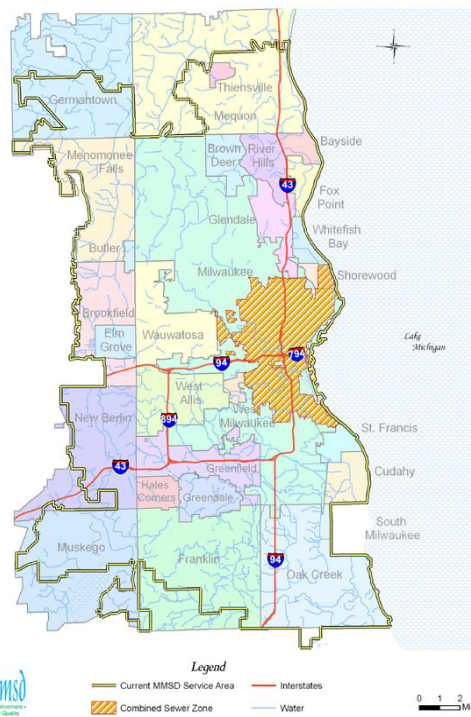 Germantown
Thiensville
Mequon
Menomonee
Falls
Brown
Deer
River
Hills
Bayside
43
Fox
Point
Glendale
Whitefish
Bay
Butler
Milwaukee
Shorewood
Brookfield
Elm
Grove
Wauwatosa
Lake
Michigan
94
794
West
Allis
New Berlin
894
West
Milwaukee
St. Francis
43
Greenfield
Cudahy
Hales
Corners
Greendale
South
Milwaukee
Muskego
Franklin
94
Oak Creek
Legend
Current MMSD Service Area
Interstates
Combined Sewer Zone
Water
0 1 2